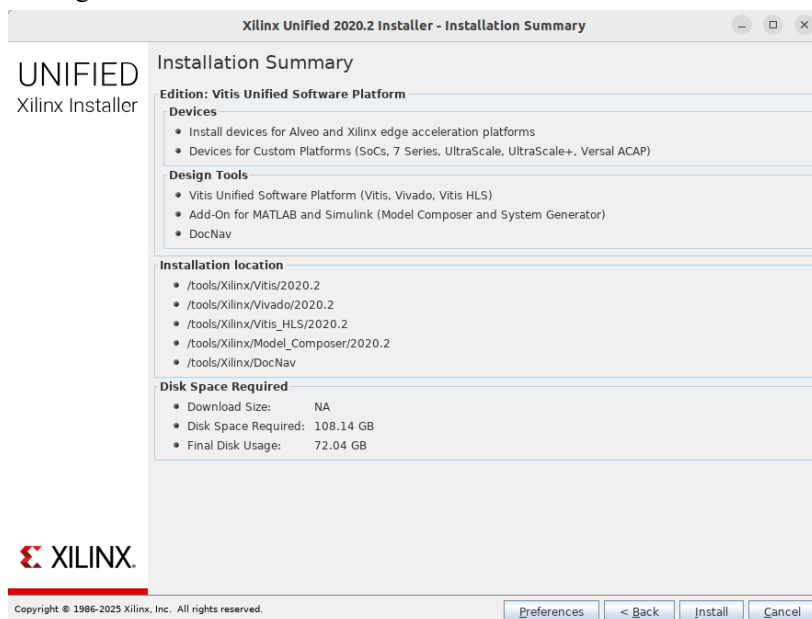 Xilinx Unified 2020.2 Installer - Installation Summary
UNIFIED
Xilinx Installer
Installation Summary
Edition: Vitis Unified Software Platform
Devices
Install devices for Alveo and Xilinx edge acceleration platforms
Devices for Custom Platforms (SoCs, 7 Series, UltraScale, UltraScale+, Versal ACAP)
Design Tools
Vitis Unified Software Platform (Vitis, Vivado, Vitis HLS)
Add-On for MATLAB and Simulink (Model Composer and System Generator)
DocNav
Installation location
/tools/Xilinx/Vitis/2020.2
/tools/Xilinx/Vivado/2020.2
/tools/Xilinx/Vitis_HLS/2020.2
/tools/Xilinx/Model_Composer/2020.2
/tools/Xilinx/DocNav
Disk Space Required
Download Size: NA
Disk Space Required: 108.14 GB
Final Disk Usage: 72.04 GB
XILINX.
Copyright © 1986-2025 Xilinx, Inc. All rights reserved.
Preferences < Back Install Cancel